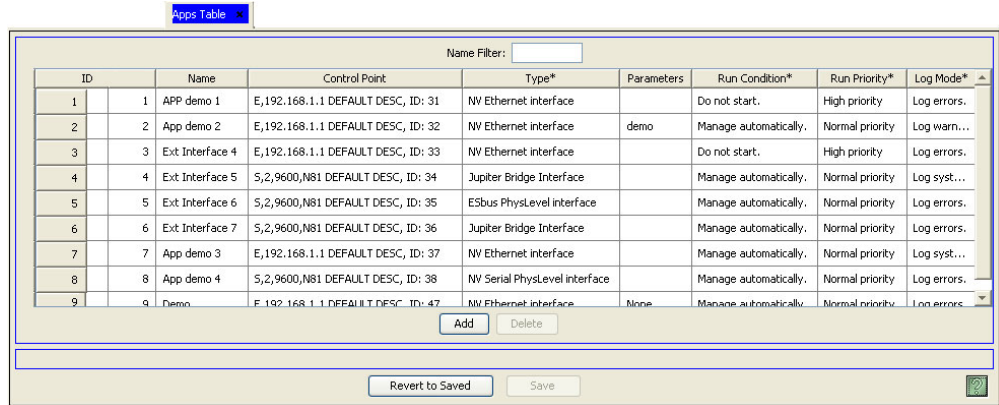 Apps Table ×
Name Filter:
ID Name Control Point Type* Parameters Run Condition* Run Priority* Log Mode*
1 1 APP demo 1 E,192.168.1.1 DEFAULT DESC, ID: 31 NV Ethernet interface Do not start. High priority Log errors.
2 2 App demo 2 E,192.168.1.1 DEFAULT DESC, ID: 32 NV Ethernet interface demo Manage automatically. Normal priority Log warn...
3 3 Ext Interface 4 E,192.168.1.1 DEFAULT DESC, ID: 33 NV Ethernet interface Do not start. High priority Log errors.
4 4 Ext Interface 5 S,2,9600,N81 DEFAULT DESC, ID: 34 Jupiter Bridge Interface Manage automatically. Normal priority Log syst...
5 5 Ext Interface 6 S,2,9600,N81 DEFAULT DESC, ID: 35 ESbus PhysLevel interface Manage automatically. Normal priority Log errors.
6 6 Ext Interface 7 S,2,9600,N81 DEFAULT DESC, ID: 36 Jupiter Bridge Interface Manage automatically. Normal priority Log errors.
7 7 App demo 3 E,192.168.1.1 DEFAULT DESC, ID: 37 NV Ethernet interface Manage automatically. Normal priority Log syst...
8 8 App demo 4 S,2,9600,N81 DEFAULT DESC, ID: 38 NV Serial PhysLevel interface Manage automatically. Normal priority Log errors.
9 9 Demo E,192.168.1.1 DEFAULT DESC, ID: 47 NV Ethernet interface None Manage automatically. Normal priority Log errors.
Add Delete
Revert to Saved Save ?